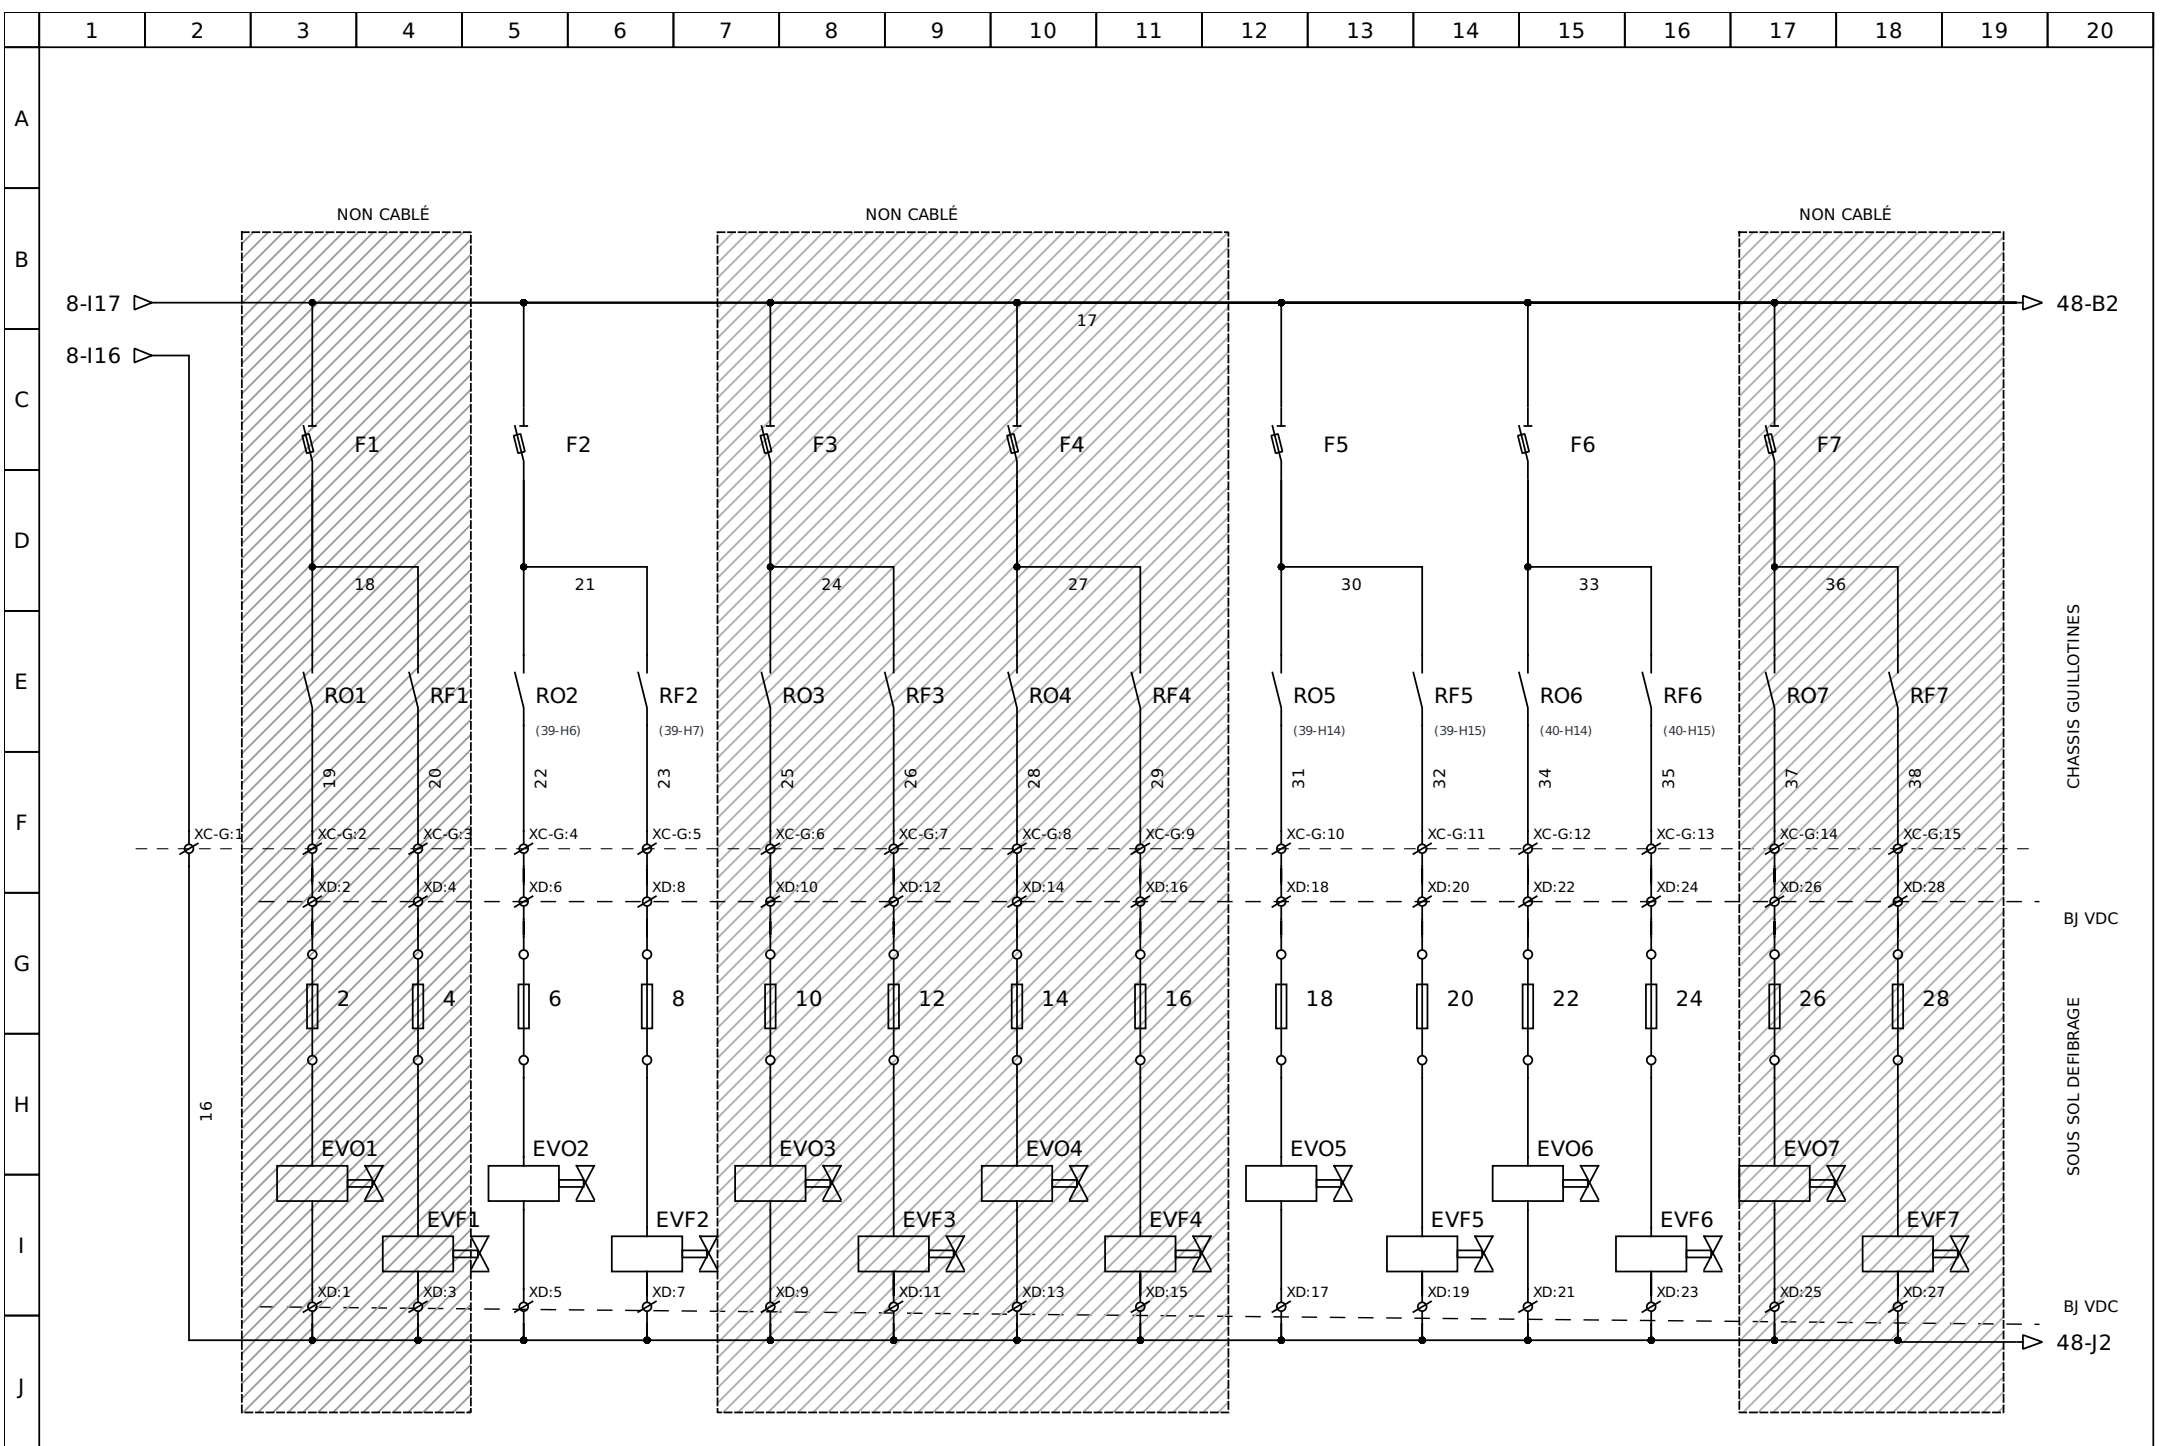 1 2 3 4 5 6 7 8 9 10 11 12 13 14 15 16 17 18 19 20
A
NON CABLÉ NON CABLÉ NON CABLÉ
B
8-I17 48-B2
17
8-I16
C
F1 F2 F3 F4 F5 F6 F7
D
18 21 24 27 30 33 36
E
RO1 RF1 RO2 RF2 RO3 RF3 RO4 RF4 RO5 RF5 RO6 RF6 RO7 RF7
(39-H6) (39-H7) (39-H14) (39-H15) (40-H14) (40-H15)
CHASSIS GUILLOTINES
19 20 22 23 25 26 28 29 31 32 34 35 37 38
F
XC-G:1 XC-G:2 XC-G:3 XC-G:4 XC-G:5 XC-G:6 XC-G:7 XC-G:8 XC-G:9 XC-G:10 XC-G:11 XC-G:12 XC-G:13 XC-G:14 XC-G:15
XD:2 XD:4 XD:6 XD:8 XD:10 XD:12 XD:14 XD:16 XD:18 XD:20 XD:22 XD:24 XD:26 XD:28
BJ VDC
G
2 4 6 8 10 12 14 16 18 20 22 24 26 28
SOUS SOL DEFIBRAGE
H
16
EVO1 EVO2 EVO3 EVO4 EVO5 EVO6 EVO7
EVF1 EVF2 EVF3 EVF4 EVF5 EVF6 EVF7
I
XD:1 XD:3 XD:5 XD:7 XD:9 XD:11 XD:13 XD:15 XD:17 XD:19 XD:21 XD:23 XD:25 XD:27
BJ VDC
48-J2
J